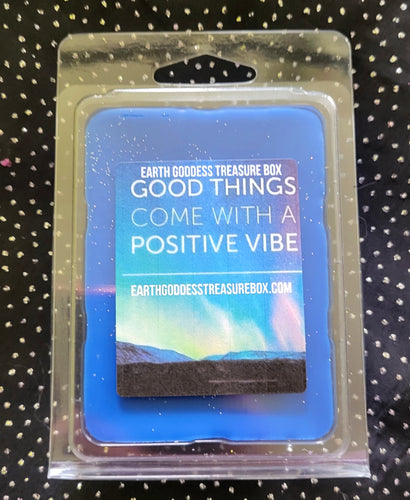 EARTH GODDESS TREASURE BOX
GOOD THINGS
COME WITH A
POSITIVE VIBE
EARTHGODDESSTREASUREBOX.COM